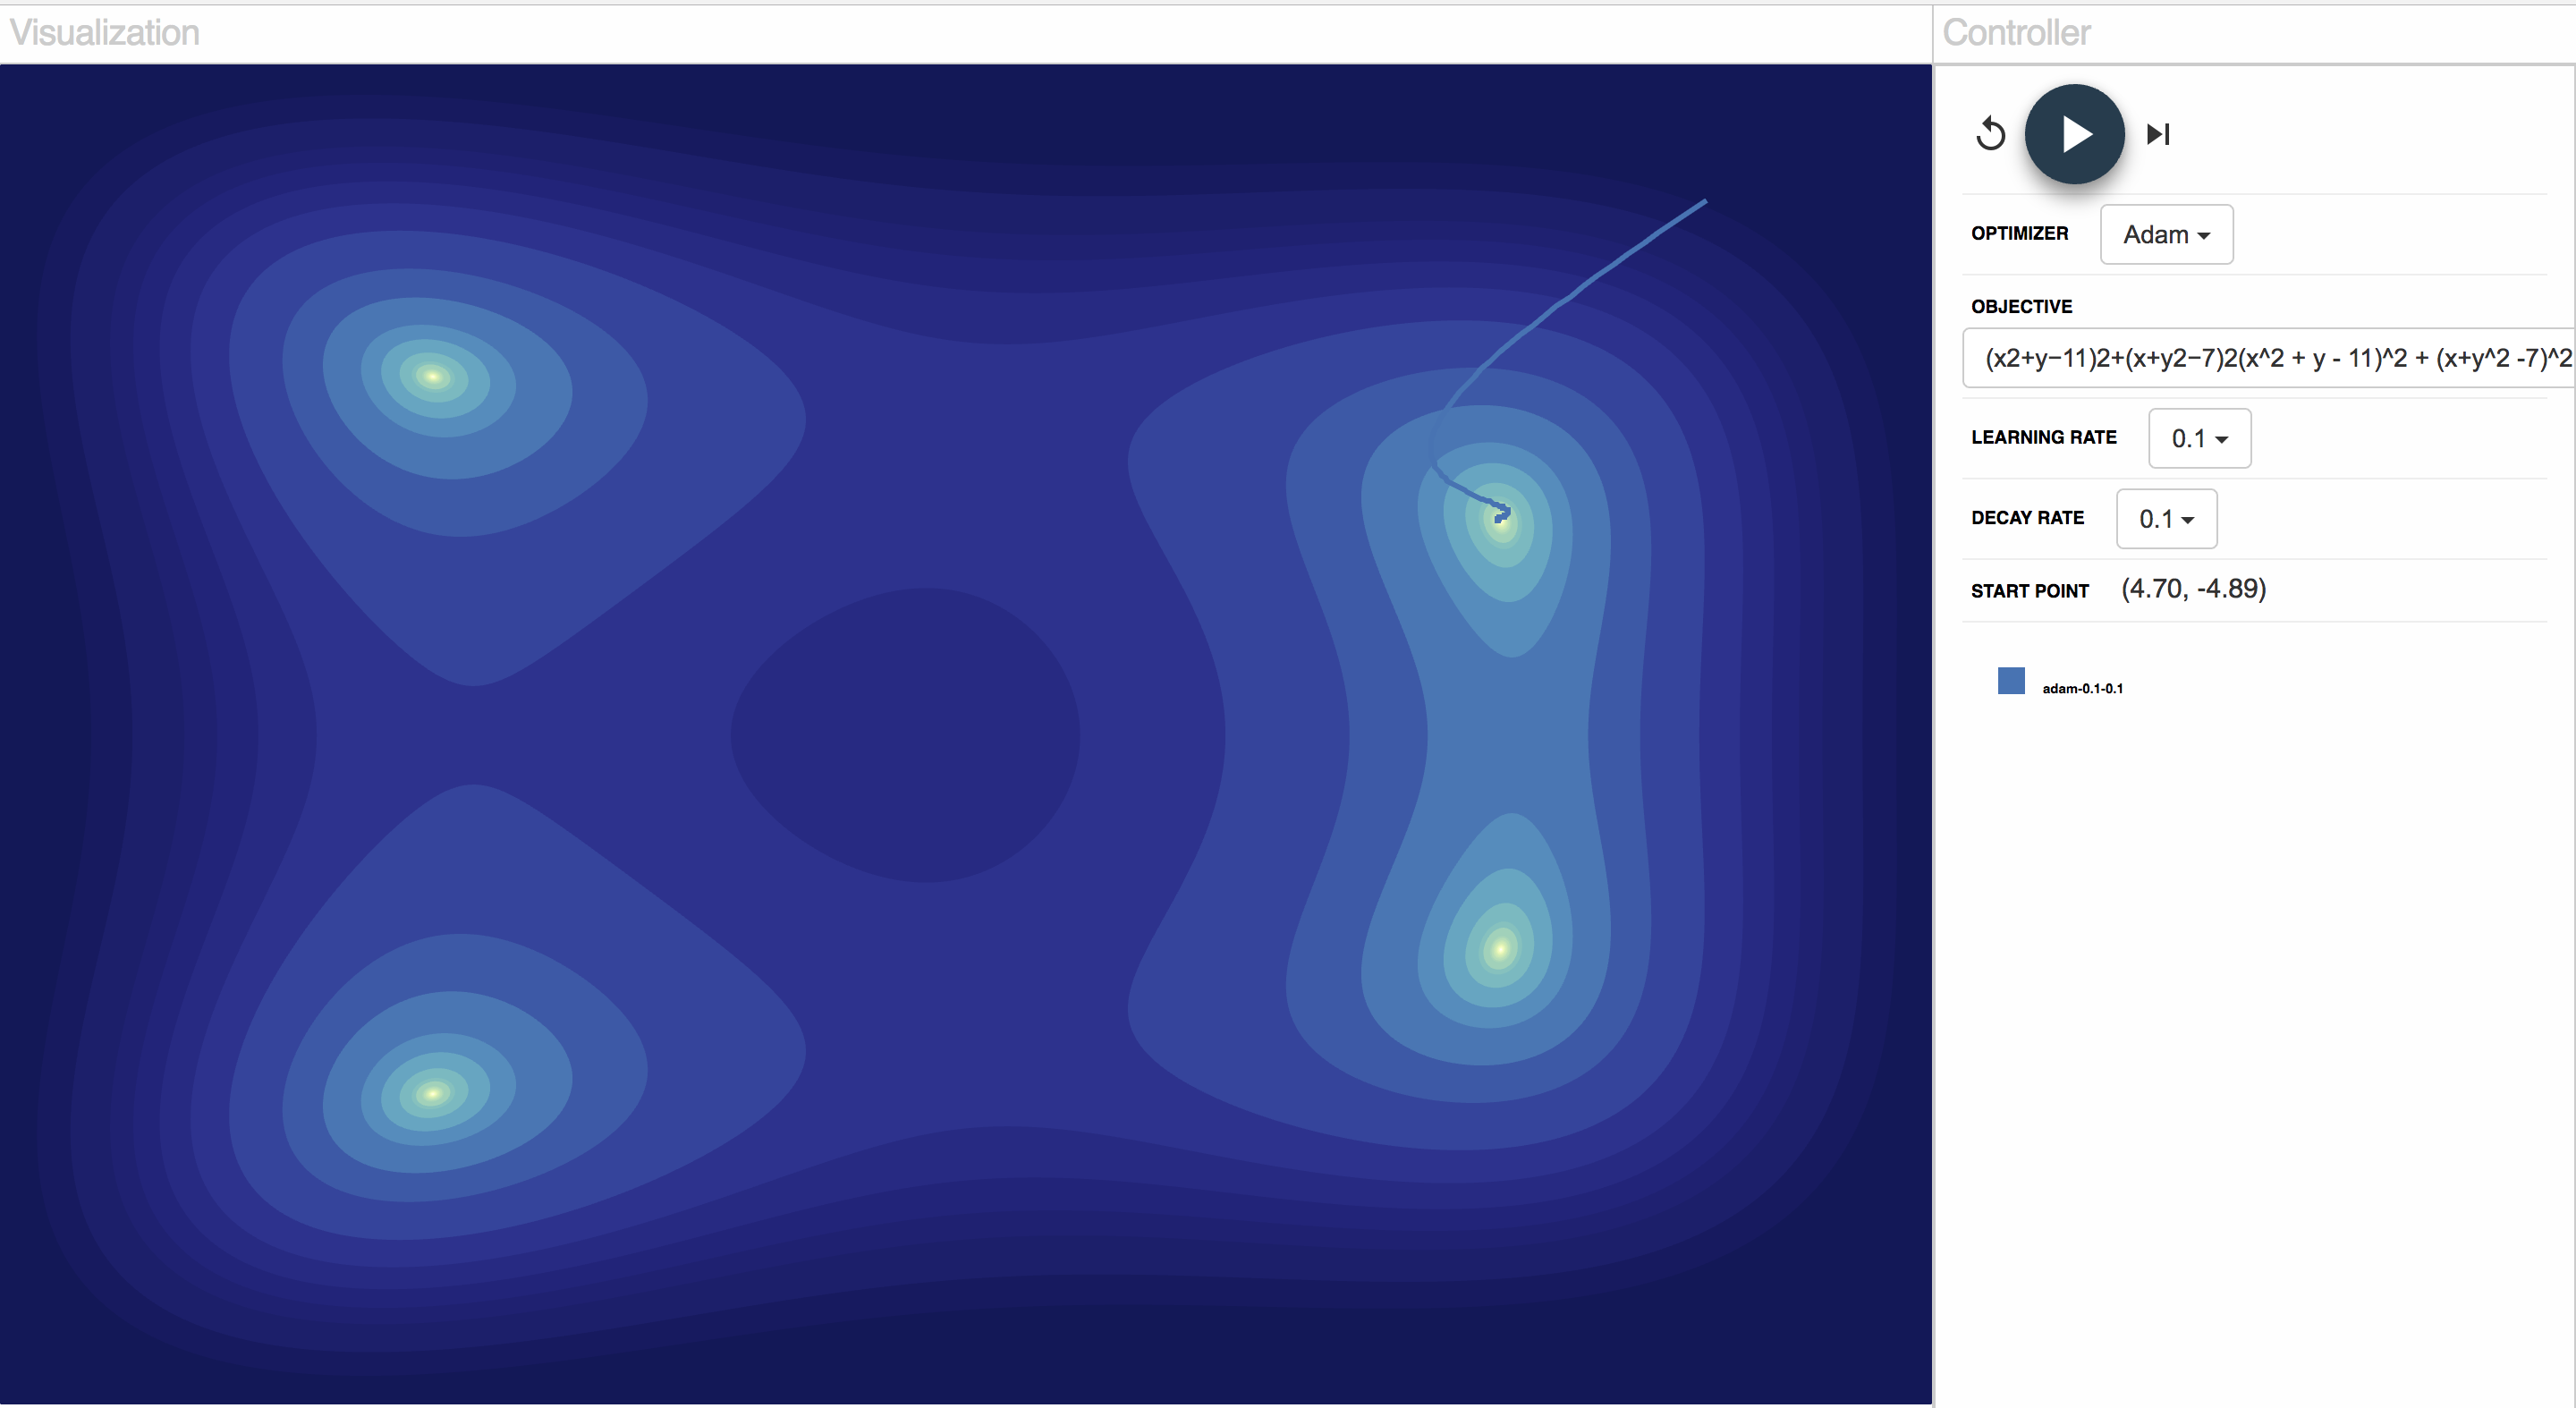 Visualization
Controller
OPTIMIZER Adam
OBJECTIVE
(x2+y−11)2+(x+y2−7)2(x^2 + y - 11)^2 + (x+y^2 -7)^2
LEARNING RATE 0.1
DECAY RATE 0.1
START POINT (4.70, -4.89)
adam-0.1-0.1